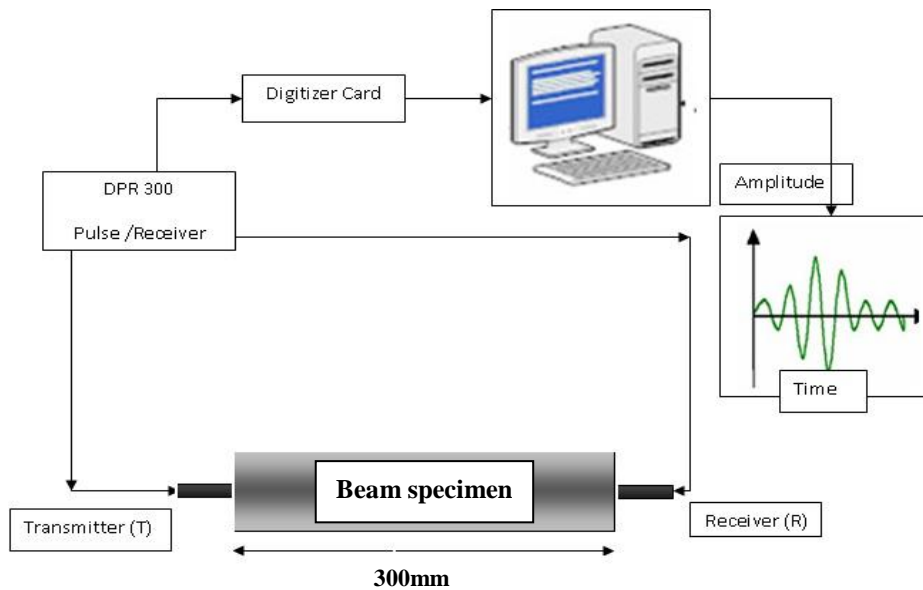 Digitizer Card
DPR 300
Pulse /Receiver
Amplitude
Time
Beam specimen
Transmitter (T)
Receiver (R)
300mm